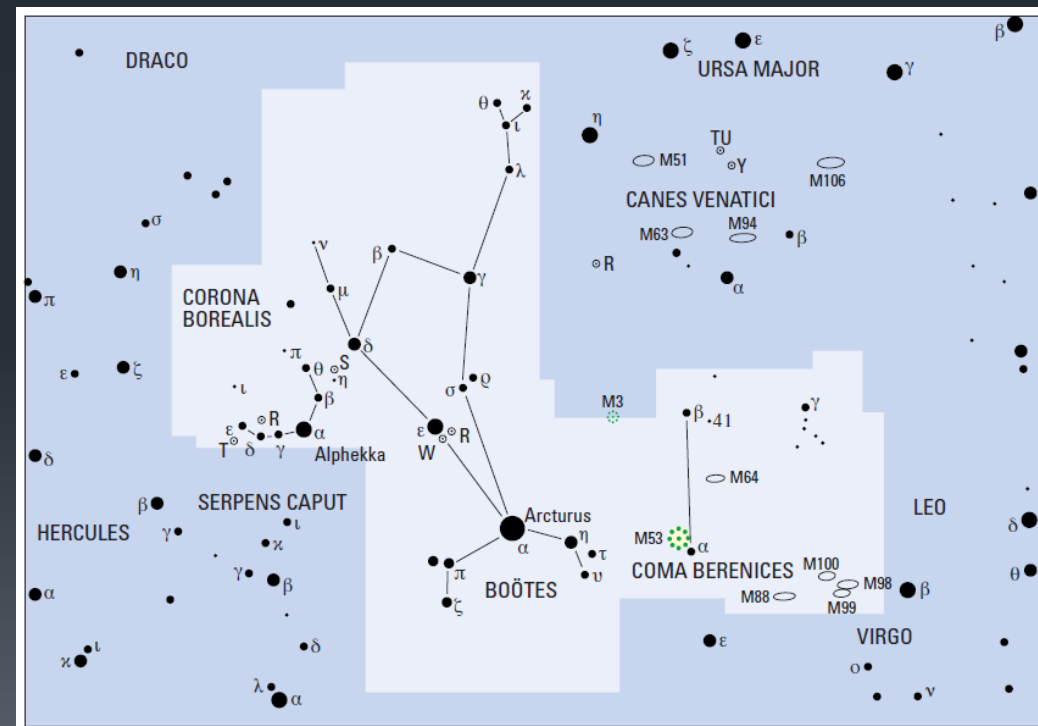 DRACO
ζ
ε
β
URSA MAJOR
γ
θ
ϰ
ι
η
TU
M51
Y
M106
λ
CANES VENATICI
σ
M63
M94
β
ν
β
R
η
γ
α
π
μ
CORONA
BOREALIS
δ
π
θ
S
η
ε
ζ
ι
ϱ
σ
β
M3
β
41
γ
R
ε
T
δ
γ
α
Alphekka
ε
R
W
δ
M64
SERPENS CAPUT
β
Arcturus
LEO
HERCULES
γ
ι
α
M53
δ
ϰ
η
τ
α
γ
β
π
υ
COMA BERENICES
M100
M98
θ
α
ζ
BOÖTES
M88
M99
β
ε
VIRGO
ι
ϰ
δ
ο
λ
α
ν